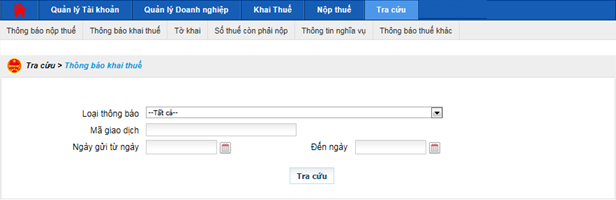 Quản lý Tài khoản Quản lý Doanh nghiệp Khai Thuế Nộp thuế Tra cứu
Thông báo nộp thuế Thông báo khai thuế Tờ khai Số thuế còn phải nộp Thông tin nghĩa vụ Thông báo thuế khác
Tra cứu > Thông báo khai thuế
Loại thông báo --Tất cả--
Mã giao dịch
Ngày gửi từ ngày Đến ngày
Tra cứu